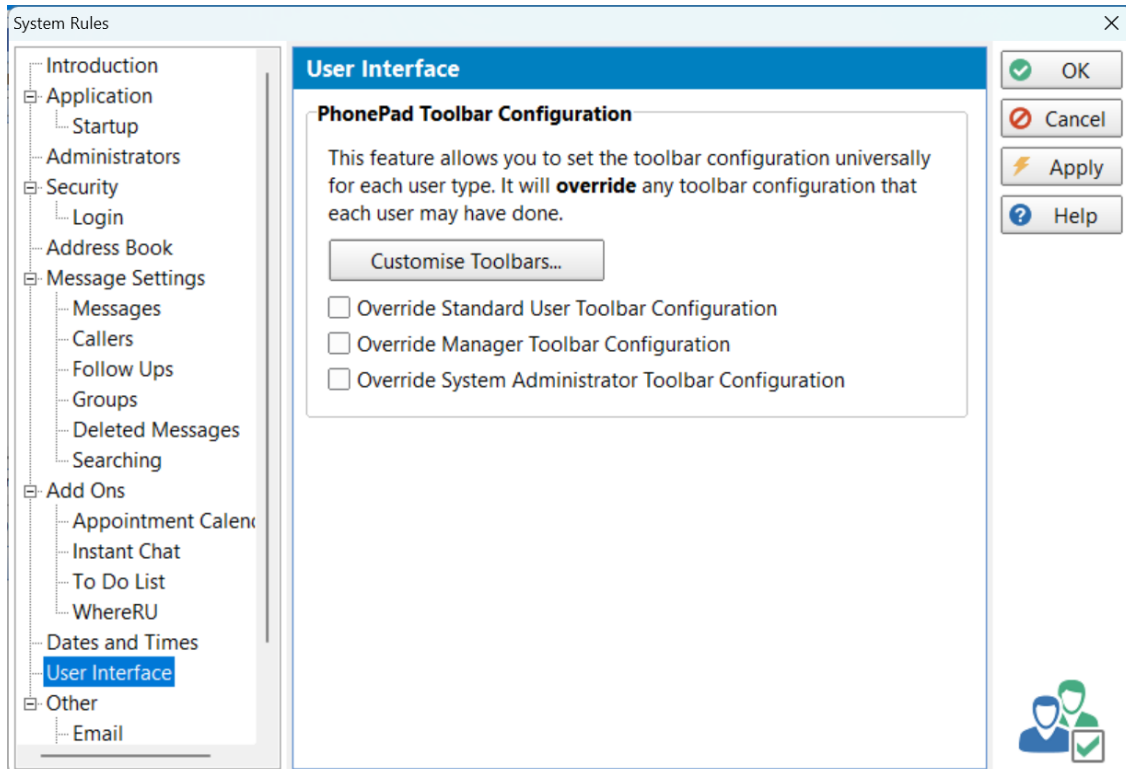 System Rules
Introduction
Application
Startup
Administrators
Security
Login
Address Book
Message Settings
Messages
Callers
Follow Ups
Groups
Deleted Messages
Searching
Add Ons
Appointment Calen
Instant Chat
To Do List
WhereRU
Dates and Times
User Interface
Other
Email
User Interface
PhonePad Toolbar Configuration
This feature allows you to set the toolbar configuration universally
for each user type. It will override any toolbar configuration that
each user may have done.
Customise Toolbars...
Override Standard User Toolbar Configuration
Override Manager Toolbar Configuration
Override System Administrator Toolbar Configuration
OK
Cancel
Apply
Help